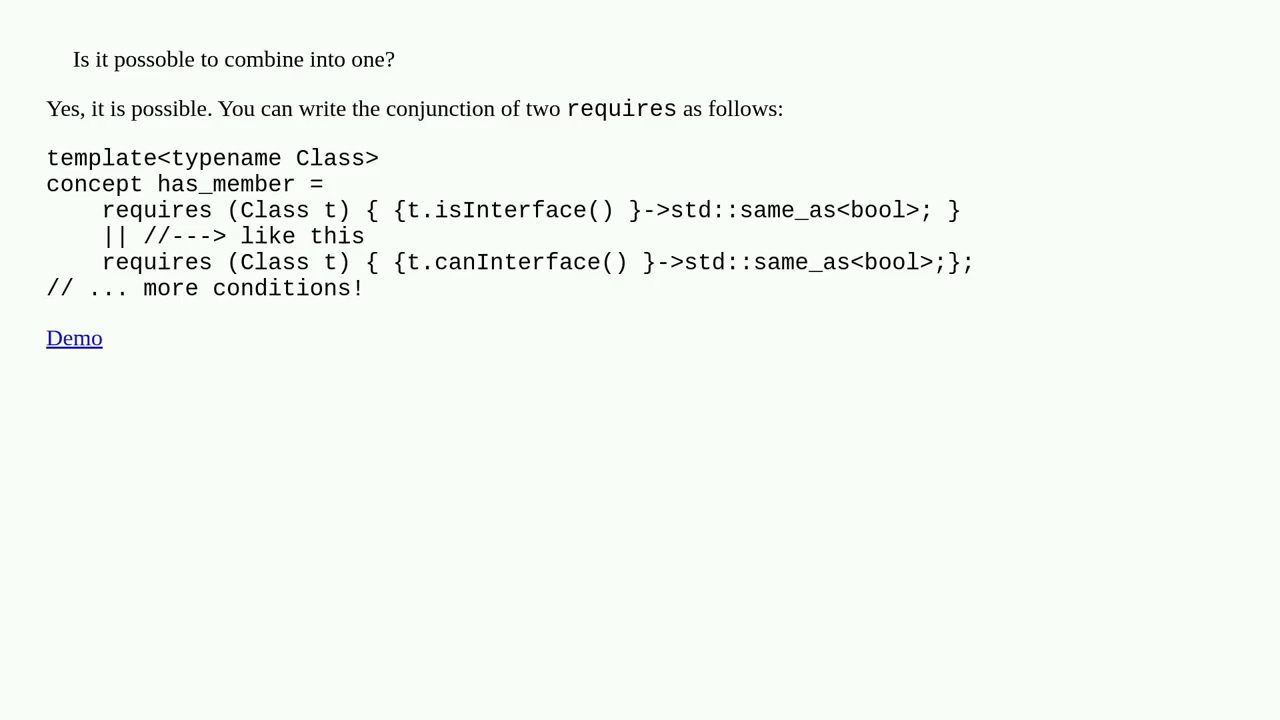 Is it possoble to combine into one?
Yes, it is possible. You can write the conjunction of two requires as follows:
template<typename Class>
concept has_member =
    requires (Class t) { {t.isInterface() }->std::same_as<bool>; }
    || //---> like this
    requires (Class t) { {t.canInterface() }->std::same_as<bool>;};
// ... more conditions!
Demo